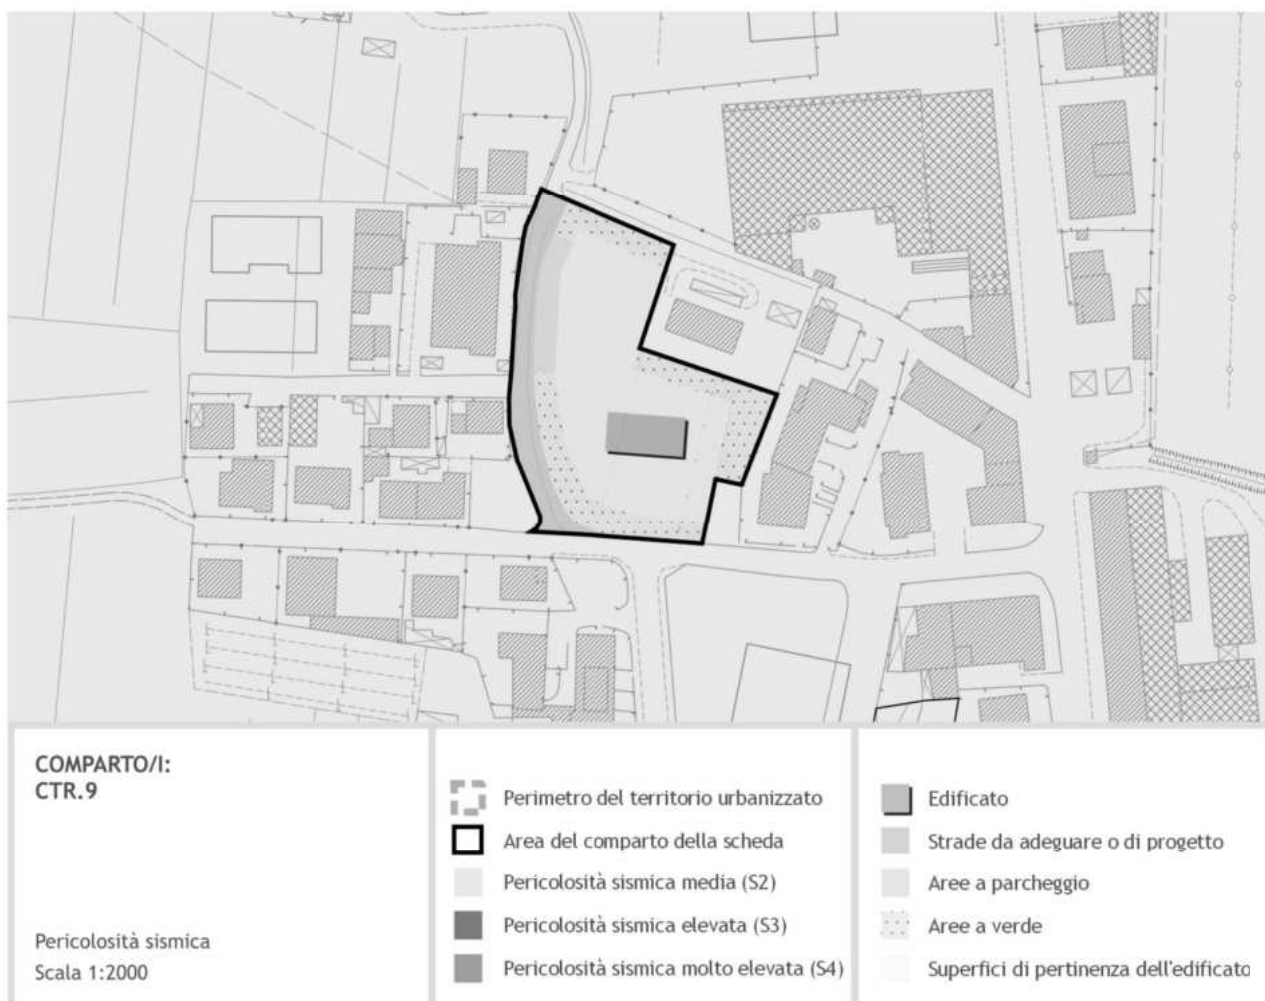 COMPARTO/I:
CTR.9
Pericolosità sismica
Scala 1:2000
Perimetro del territorio urbanizzato
Area del comparto della scheda
Pericolosità sismica media (S2)
Pericolosità sismica elevata (S3)
Pericolosità sismica molto elevata (S4)
Edificato
Strade da adeguare o di progetto
Aree a parcheggio
Aree a verde
Superfici di pertinenza dell'edificato